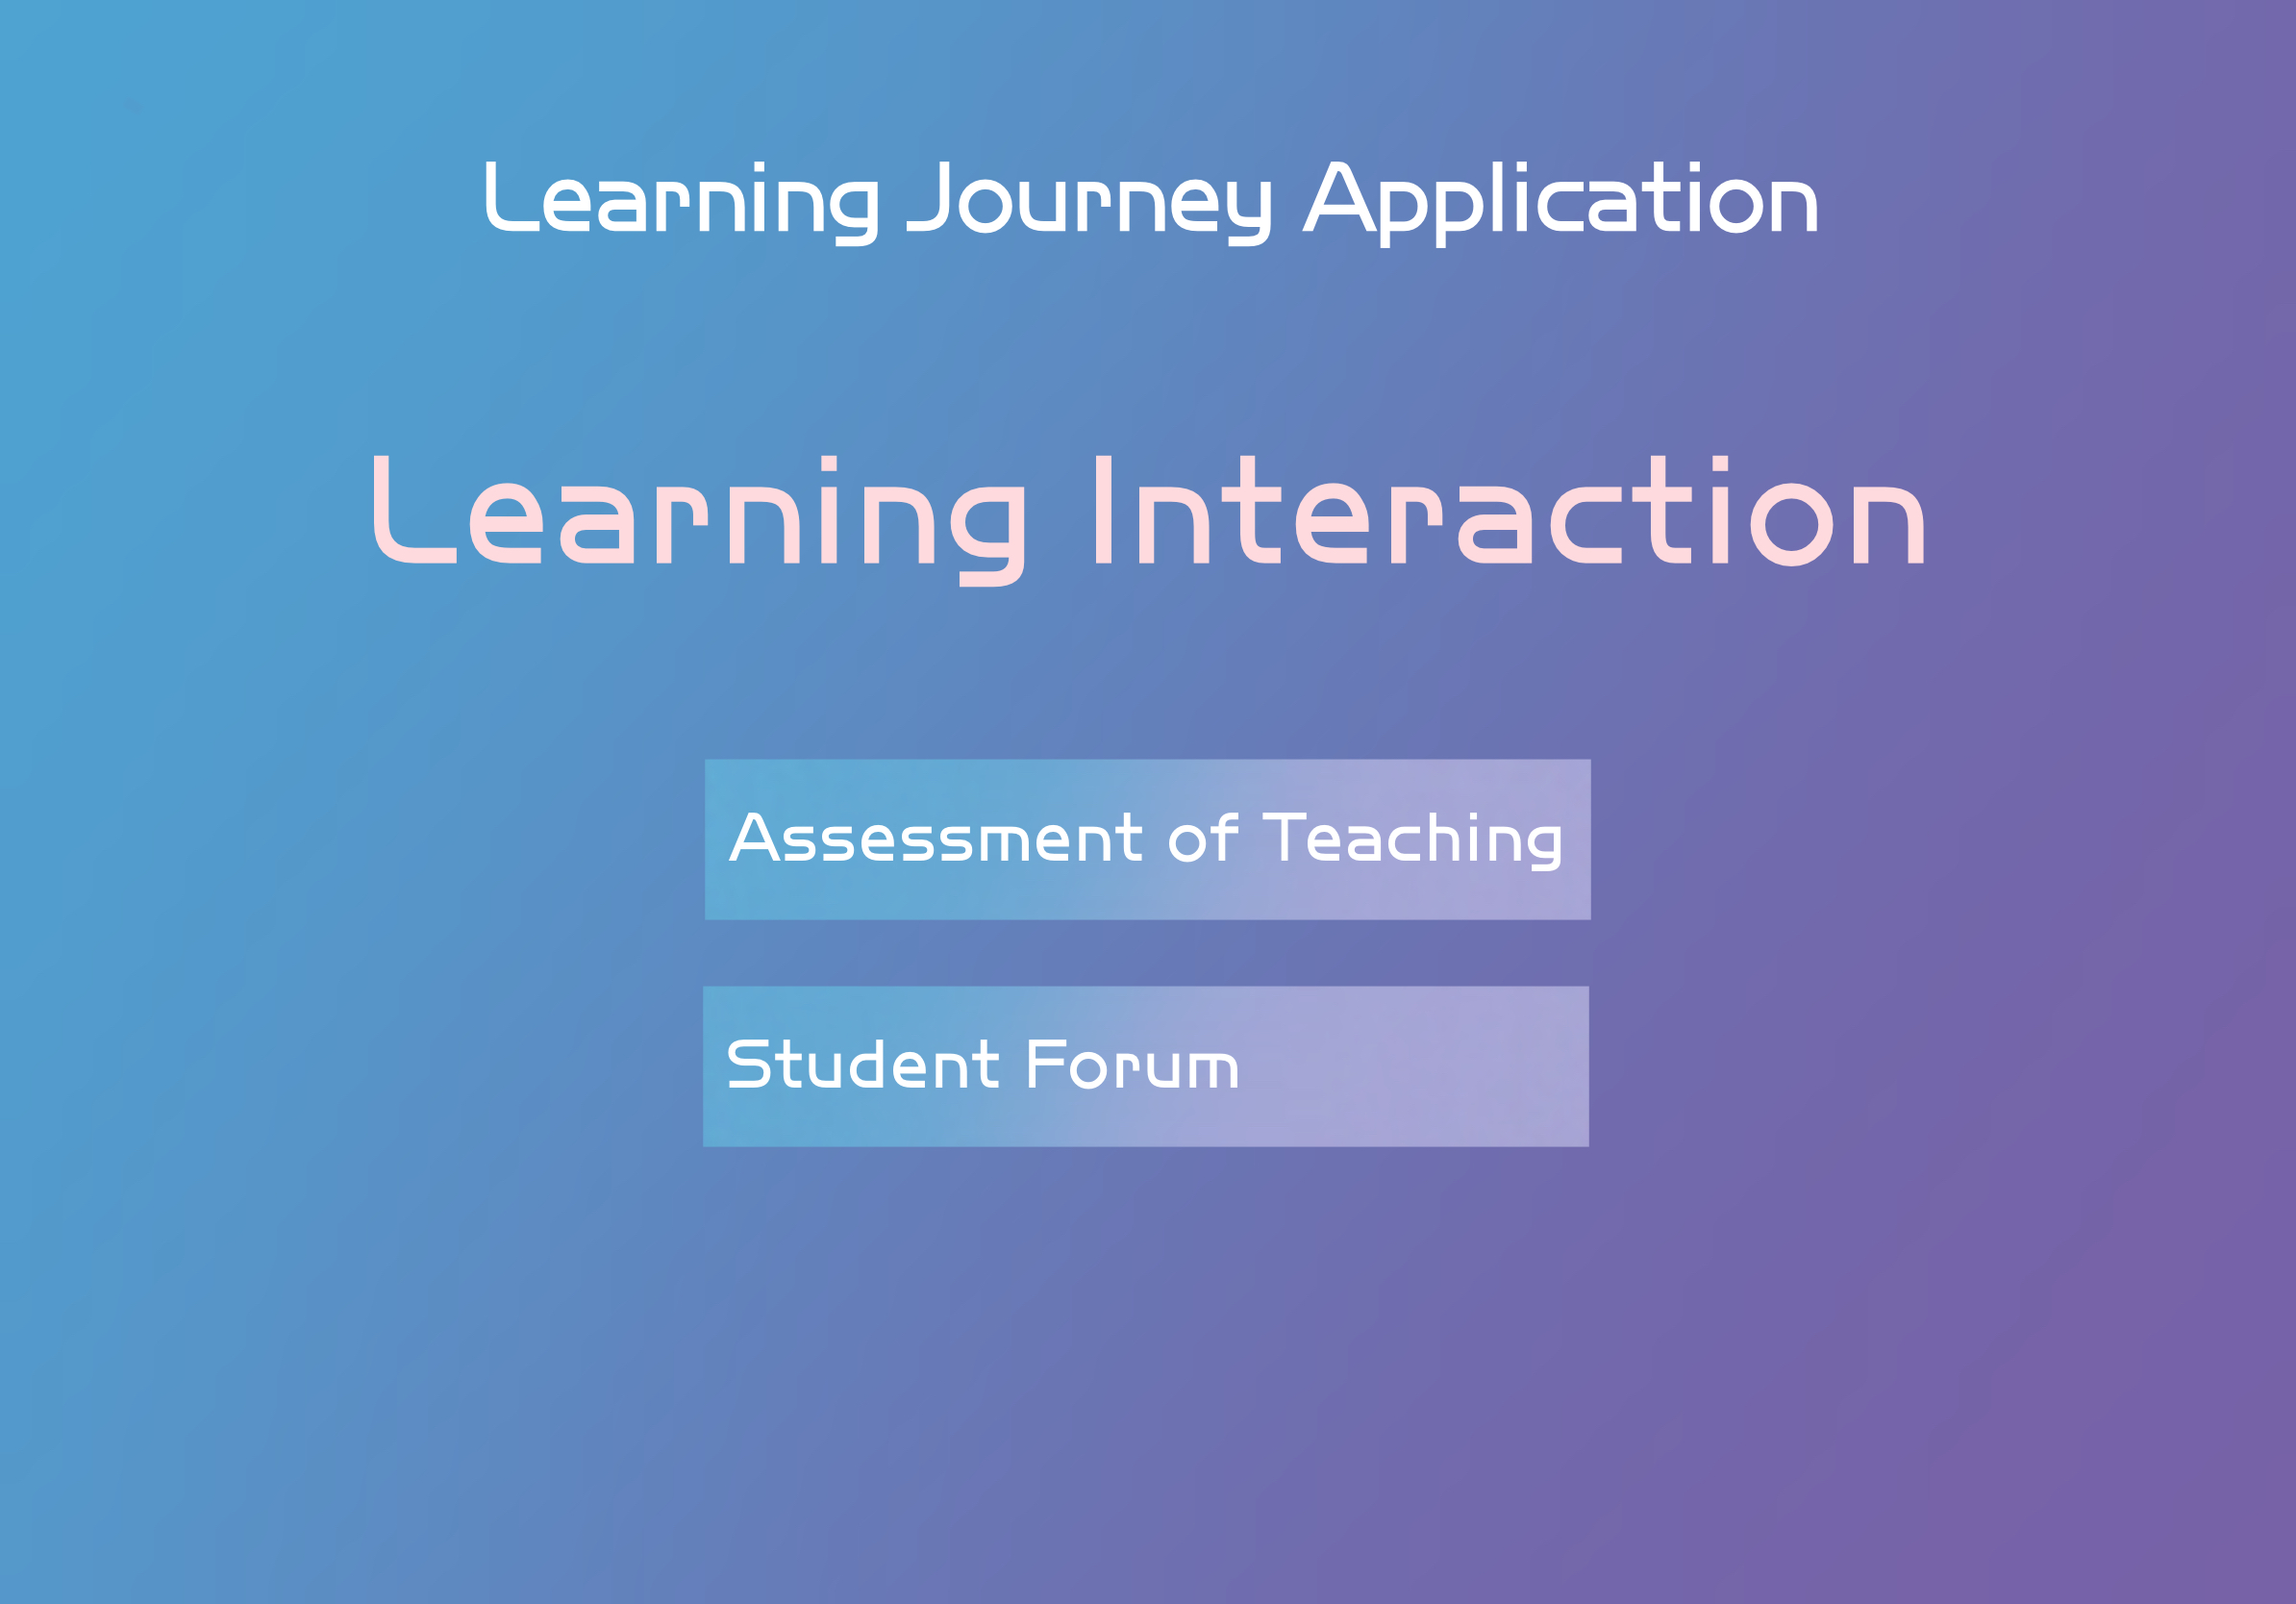 Learning Journey Application
Learning Interaction
Assessment of Teaching
Student Forum